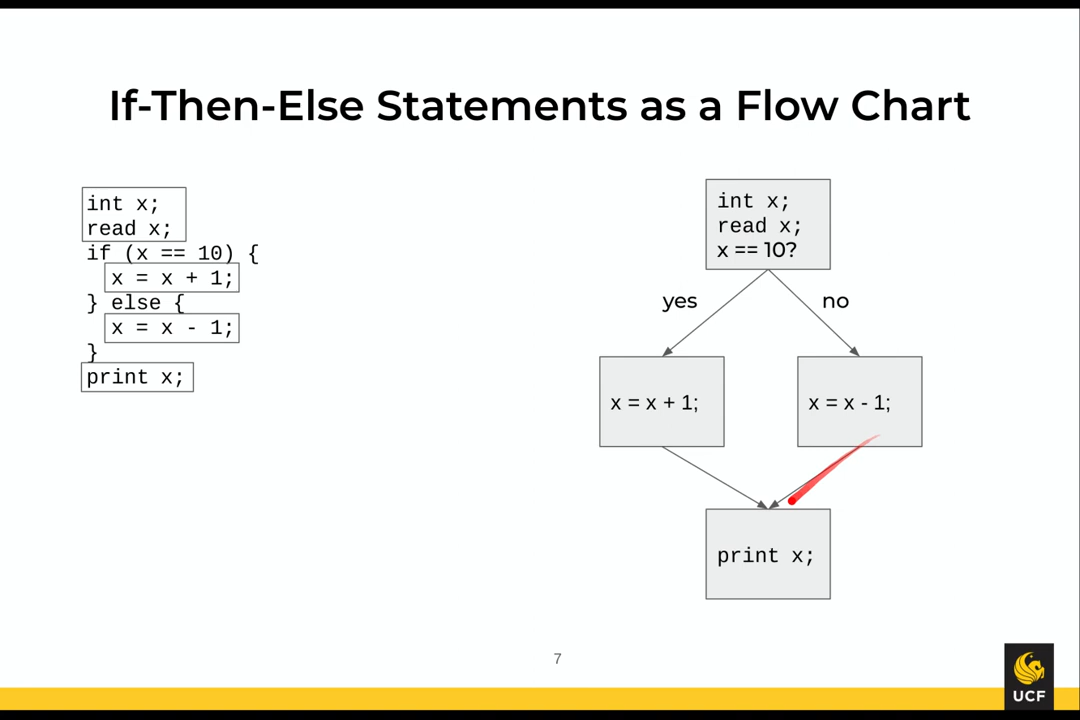 If-Then-Else Statements as a Flow Chart
int x;
read x;
if (x == 10) {
x = x + 1;
} else {
x = x - 1;
}
print x;
int x;
read x;
x == 10?
yes
no
x = x + 1;
x = x - 1;
print x;
7
UCF